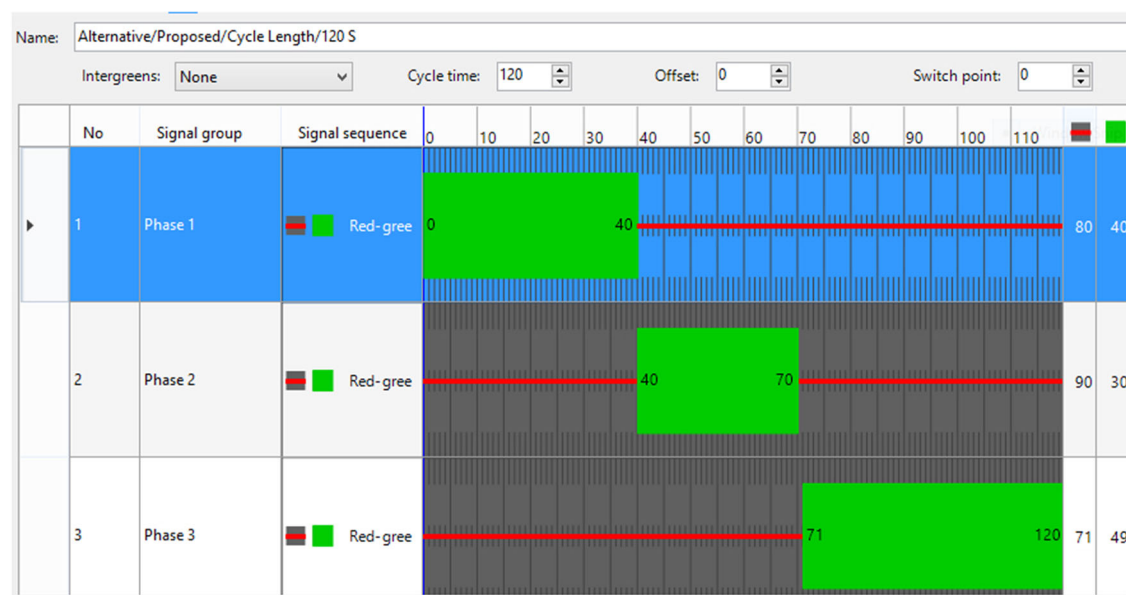 Name: Alternative/Proposed/Cycle Length/120 S
Intergreens: None Cycle time: 120 Offset: 0 Switch point: 0
No Signal group Signal sequence 0 10 20 30 40 50 60 70 80 90 100 110
1 Phase 1 Red-gree 0 40 80 40
2 Phase 2 Red-gree 40 70 90 30
3 Phase 3 Red-gree 71 120 71 49